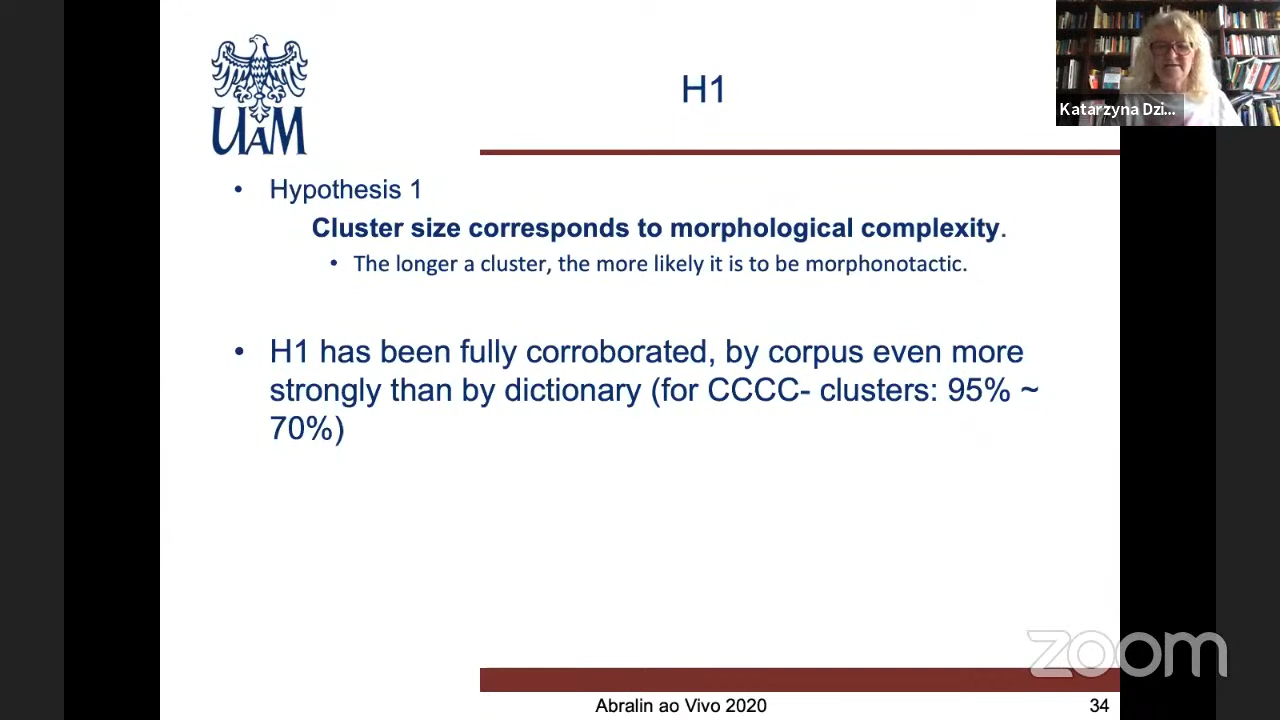 UAM
H1
Katarzyna Dzi...
• Hypothesis 1
Cluster size corresponds to morphological complexity.
• The longer a cluster, the more likely it is to be morphonotactic.
• H1 has been fully corroborated, by corpus even more
strongly than by dictionary (for CCCC- clusters: 95% ~
70%)
zoom
Abralin ao Vivo 2020
34